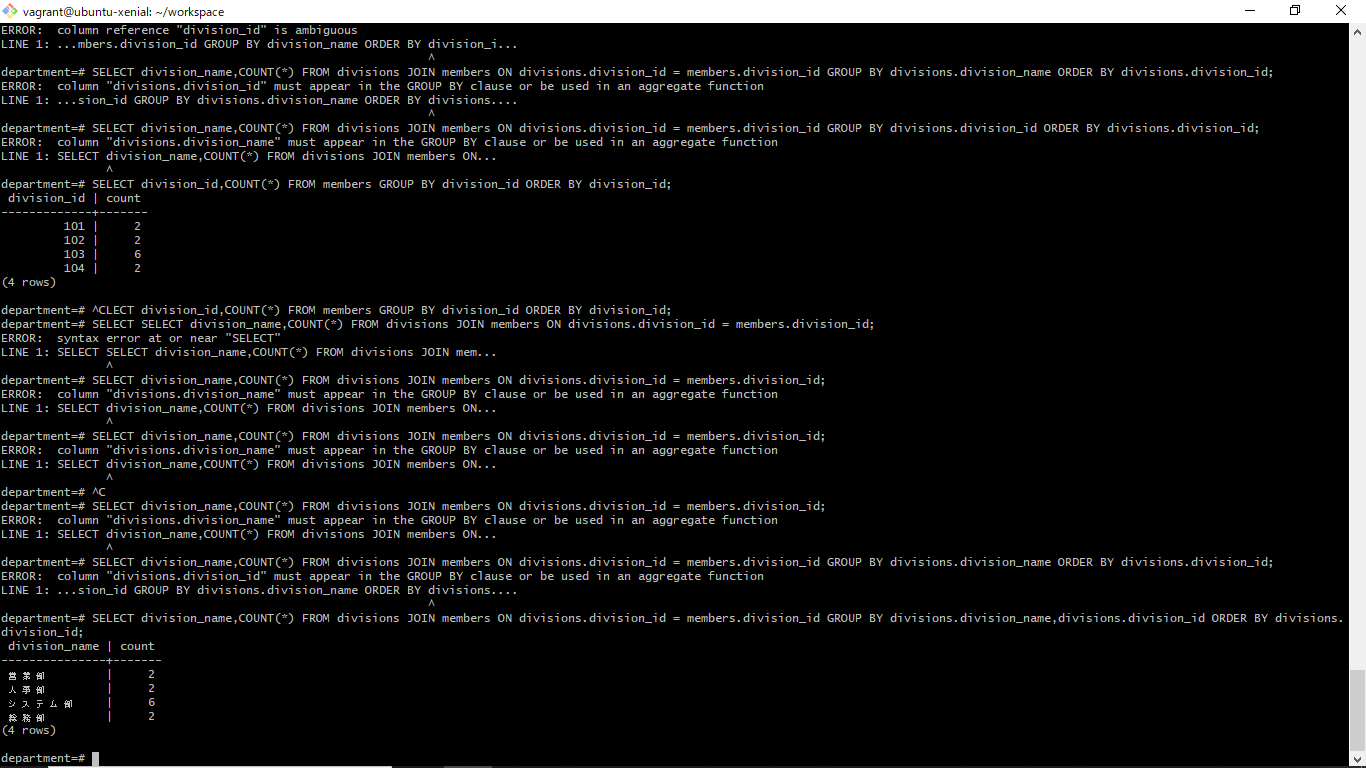 vagrant@ubuntu-xenial: ~/workspace
ERROR:  column reference "division_id" is ambiguous
LINE 1: ...mbers.division_id GROUP BY division_name ORDER BY division_i...
^
department=# SELECT division_name,COUNT(*) FROM divisions JOIN members ON divisions.division_id = members.division_id GROUP BY divisions.division_name ORDER BY divisions.division_id;
ERROR:  column "divisions.division_id" must appear in the GROUP BY clause or be used in an aggregate function
LINE 1: ...sion_id GROUP BY divisions.division_name ORDER BY divisions....
^
department=# SELECT division_name,COUNT(*) FROM divisions JOIN members ON divisions.division_id = members.division_id GROUP BY divisions.division_id ORDER BY divisions.division_id;
ERROR:  column "divisions.division_name" must appear in the GROUP BY clause or be used in an aggregate function
LINE 1: SELECT division_name,COUNT(*) FROM divisions JOIN members ON...
^
department=# SELECT division_id,COUNT(*) FROM members GROUP BY division_id ORDER BY division_id;
division_id | count
-------------+-------
101 |     2
102 |     2
103 |     6
104 |     2
(4 rows)
department=# ^CLECT division_id,COUNT(*) FROM members GROUP BY division_id ORDER BY division_id;
department=# SELECT SELECT division_name,COUNT(*) FROM divisions JOIN members ON divisions.division_id = members.division_id;
ERROR:  syntax error at or near "SELECT"
LINE 1: SELECT SELECT division_name,COUNT(*) FROM divisions JOIN mem...
^
department=# SELECT division_name,COUNT(*) FROM divisions JOIN members ON divisions.division_id = members.division_id;
ERROR:  column "divisions.division_name" must appear in the GROUP BY clause or be used in an aggregate function
LINE 1: SELECT division_name,COUNT(*) FROM divisions JOIN members ON...
^
department=# SELECT division_name,COUNT(*) FROM divisions JOIN members ON divisions.division_id = members.division_id;
ERROR:  column "divisions.division_name" must appear in the GROUP BY clause or be used in an aggregate function
LINE 1: SELECT division_name,COUNT(*) FROM divisions JOIN members ON...
^
department=# ^C
department=# SELECT division_name,COUNT(*) FROM divisions JOIN members ON divisions.division_id = members.division_id;
ERROR:  column "divisions.division_name" must appear in the GROUP BY clause or be used in an aggregate function
LINE 1: SELECT division_name,COUNT(*) FROM divisions JOIN members ON...
^
department=# SELECT division_name,COUNT(*) FROM divisions JOIN members ON divisions.division_id = members.division_id GROUP BY divisions.division_name ORDER BY divisions.division_id;
ERROR:  column "divisions.division_id" must appear in the GROUP BY clause or be used in an aggregate function
LINE 1: ...sion_id GROUP BY divisions.division_name ORDER BY divisions....
^
department=# SELECT division_name,COUNT(*) FROM divisions JOIN members ON divisions.division_id = members.division_id GROUP BY divisions.division_name,divisions.division_id ORDER BY divisions.
division_id;
division_name | count
---------------+-------
営業部 |     2
人事部 |     2
システム部 |     6
総務部 |     2
(4 rows)
department=#